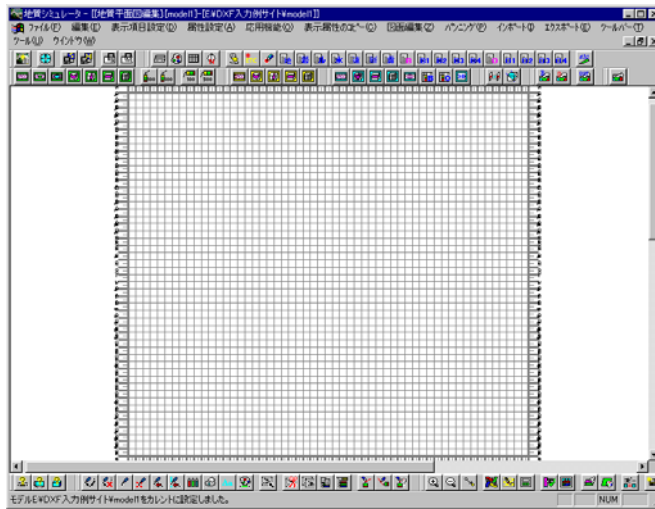 地質シミュレータ - [[地質平面図編集][model1]-[E¥DXF入力例サイト¥model1]]
ファイル(F) 編集(E) 表示項目設定(D) 属性設定(A) 応用機能(O) 表示属性のコピー(C) 図面編集(Z) パンニング(P) インポート(I) エクスポート(E) ツールバー(T)
ツール(U) ウインドウ(W)
モデルE¥DXF入力例サイト¥model1をカレントに設定しました。
NUM